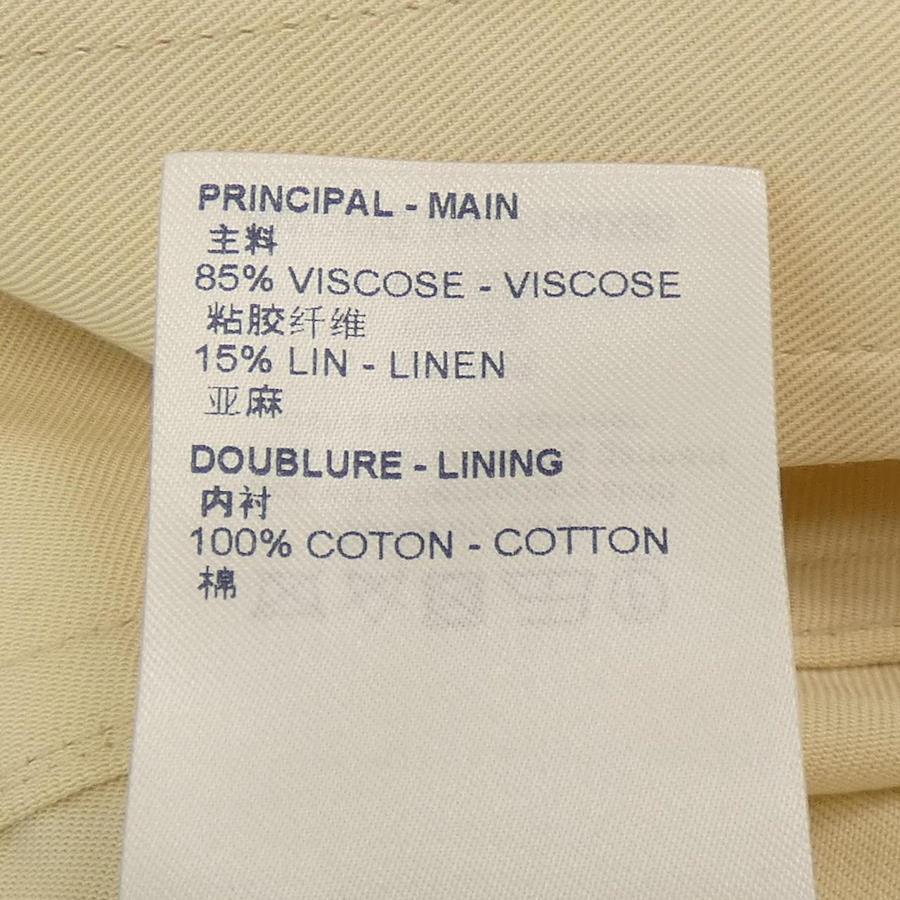 PRINCIPAL - MAIN
主料
85% VISCOSE - VISCOSE
粘胶纤维
15% LIN - LINEN
亚麻
DOUBLURE - LINING
内衬
100% COTON - COTTON
棉